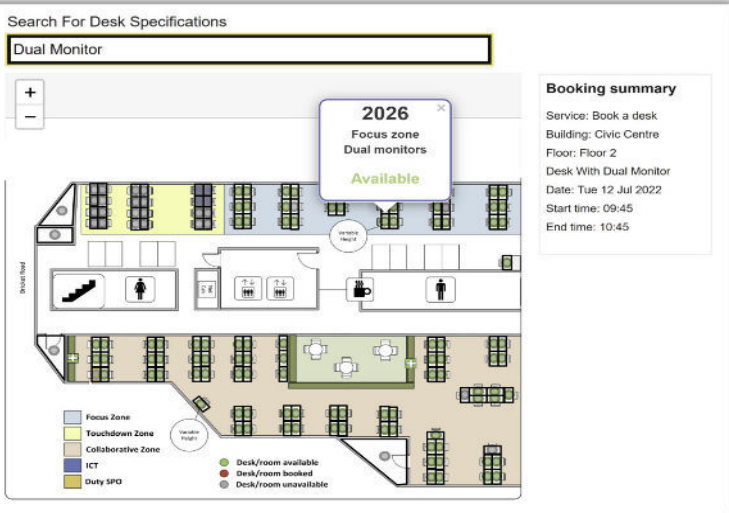 Search For Desk Specifications
Dual Monitor
+
−
2026
×
Focus zone
Dual monitors
Available
Booking summary
Service: Book a desk
Building: Civic Centre
Floor: Floor 2
Desk With Dual Monitor
Date: Tue 12 Jul 2022
Start time: 09:45
End time: 10:45
Variable
Height
Bricket Road
Focus Zone
Touchdown Zone
Collaborative Zone
ICT
Duty SPO
Variable
Height
Desk/room available
Desk/room booked
Desk/room unavailable